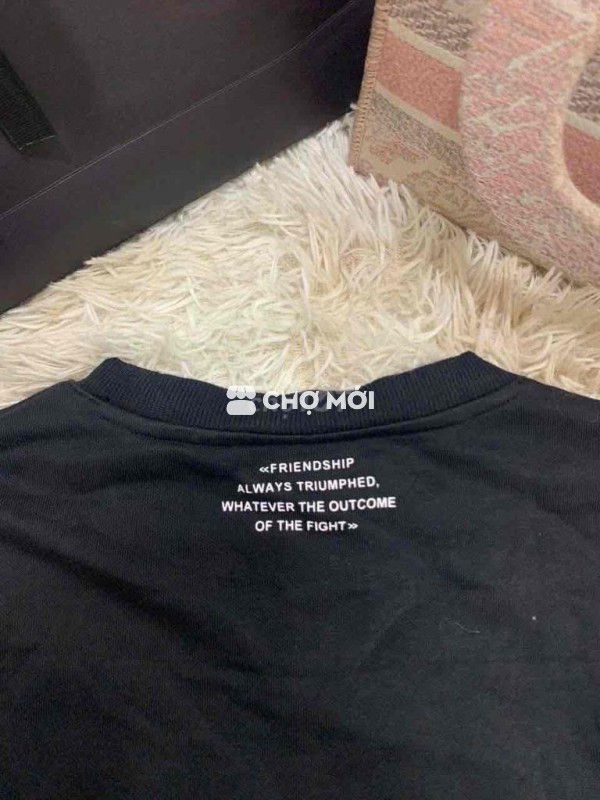 CHỢ MỚI
«FRIENDSHIP
ALWAYS TRIUMPHED,
WHATEVER THE OUTCOME
OF THE FIGHT»